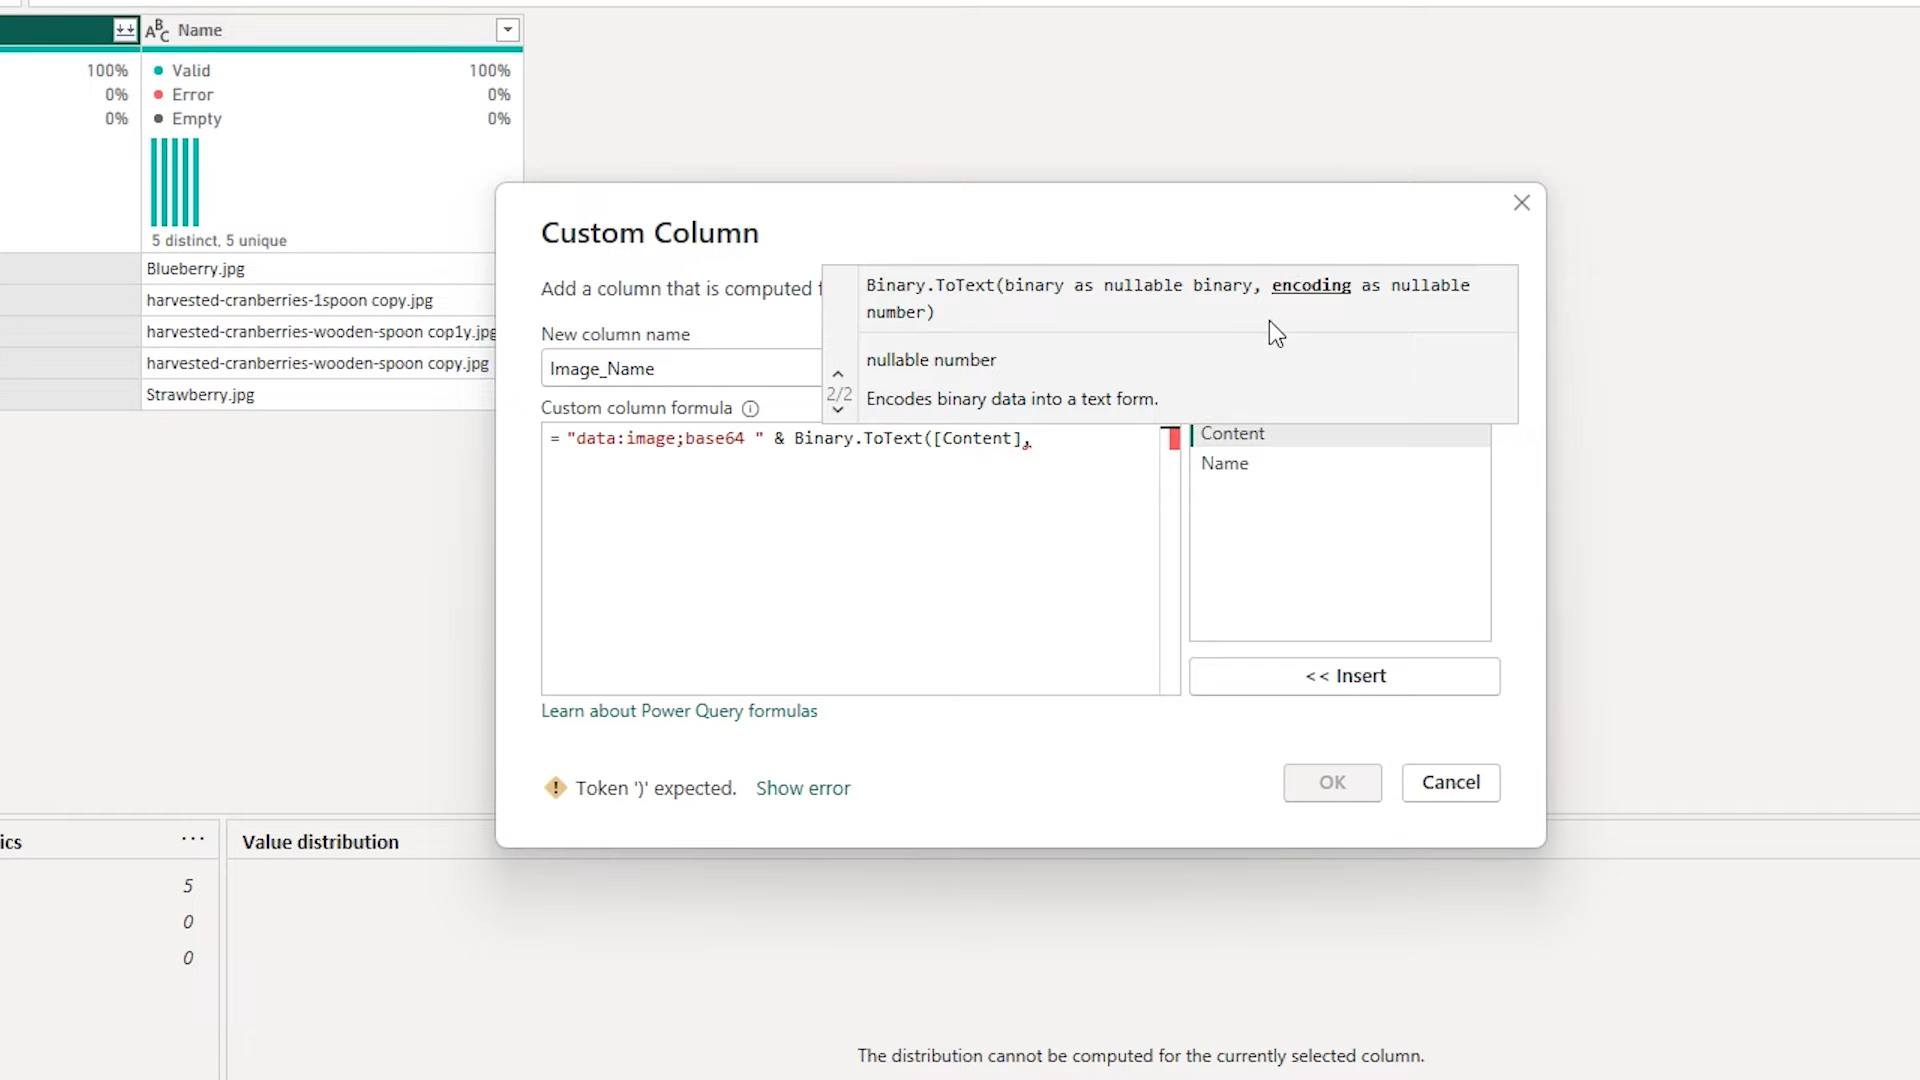 ABC Name
100% Valid 100%
0% Error 0%
0% Empty 0%
5 distinct, 5 unique
Blueberry.jpg
harvested-cranberries-1spoon copy.jpg
harvested-cranberries-wooden-spoon cop1y.jpg
harvested-cranberries-wooden-spoon copy.jpg
Strawberry.jpg
Custom Column
Add a column that is computed f
New column name
Image_Name
Binary.ToText(binary as nullable binary, encoding as nullable
number)
nullable number
2/2
Encodes binary data into a text form.
Custom column formula
= "data:image;base64 " & Binary.ToText([Content],
Content
Name
<< Insert
Learn about Power Query formulas
Token ')' expected. Show error
OK
Cancel
ics ...
5
0
0
Value distribution
The distribution cannot be computed for the currently selected column.